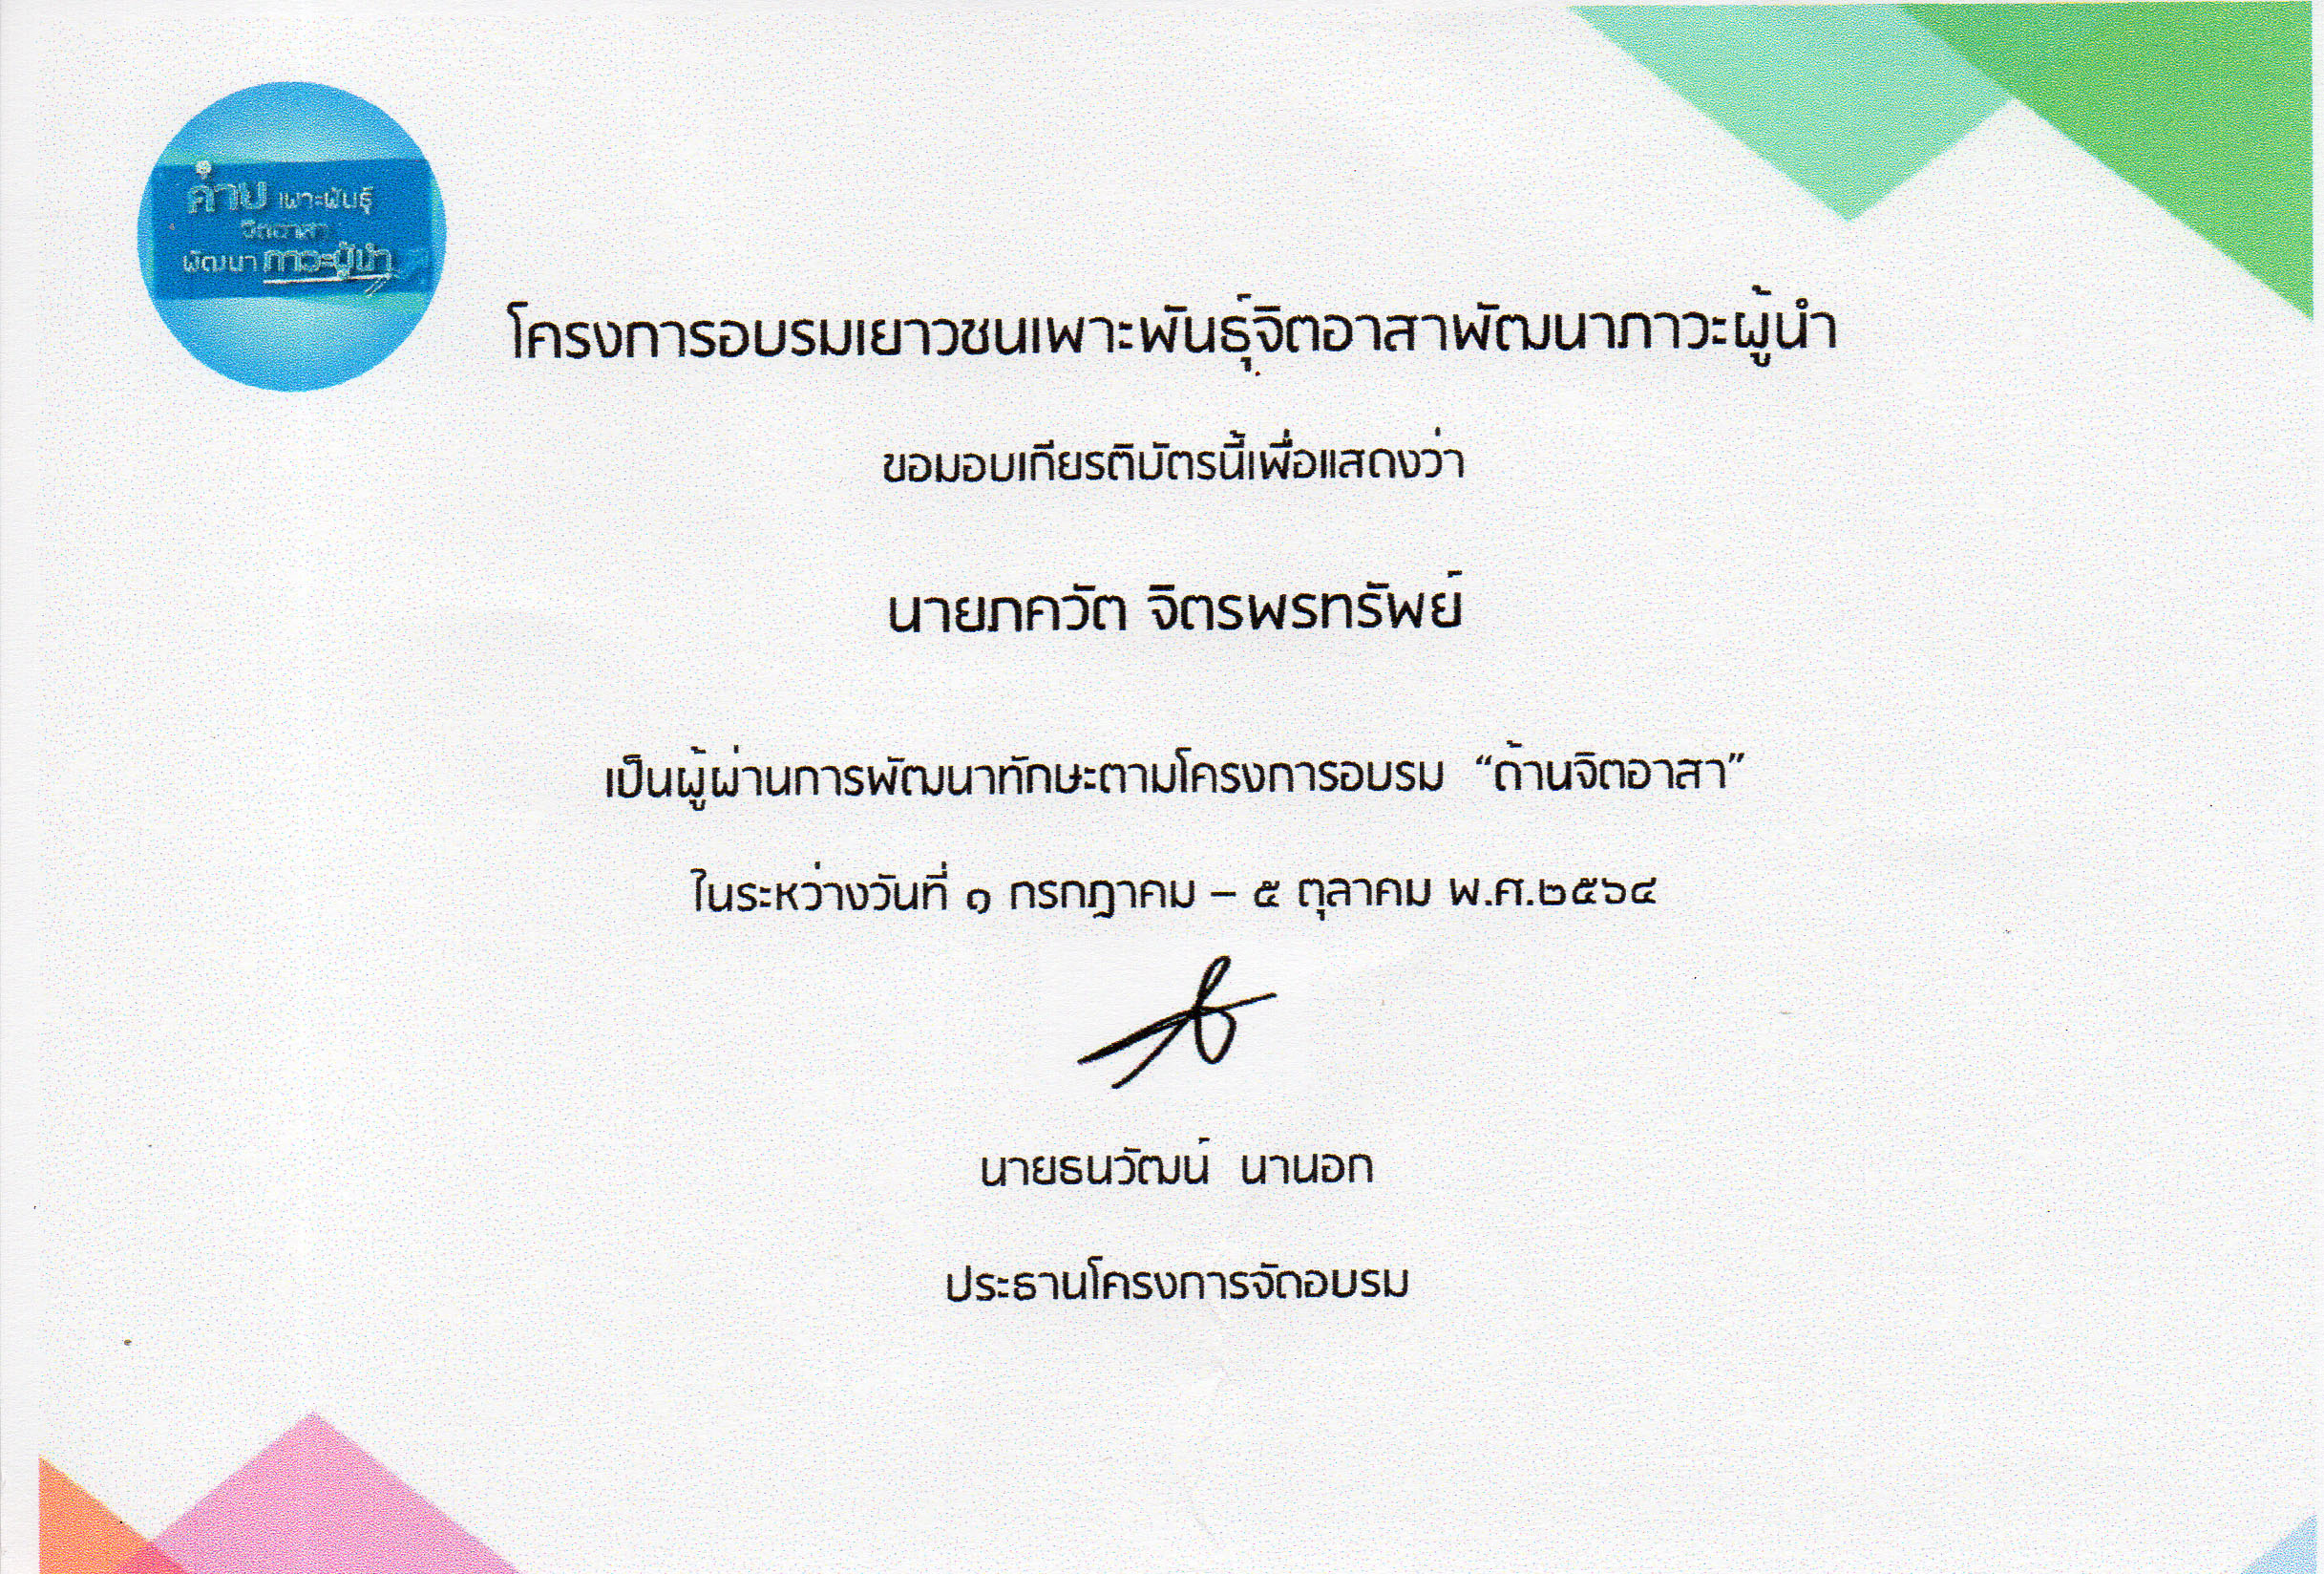 ค่าย เพาะพันธุ์
จิตอาสา
พัฒนา ภาวะผู้นำ
โครงการอบรมเยาวชนเพาะพันธุ์จิตอาสาพัฒนาภาวะผู้นำ
ขอมอบเกียรติบัตรนี้เพื่อแสดงว่า
นายภควัต จิตรพรทรัพย์
เป็นผู้ผ่านการพัฒนาทักษะตามโครงการอบรม “ด้านจิตอาสา”
ในระหว่างวันที่ ๑ กรกฎาคม – ๕ ตุลาคม พ.ศ.๒๕๖๔
นายธนวัฒน์ นานอก
ประธานโครงการจัดอบรม